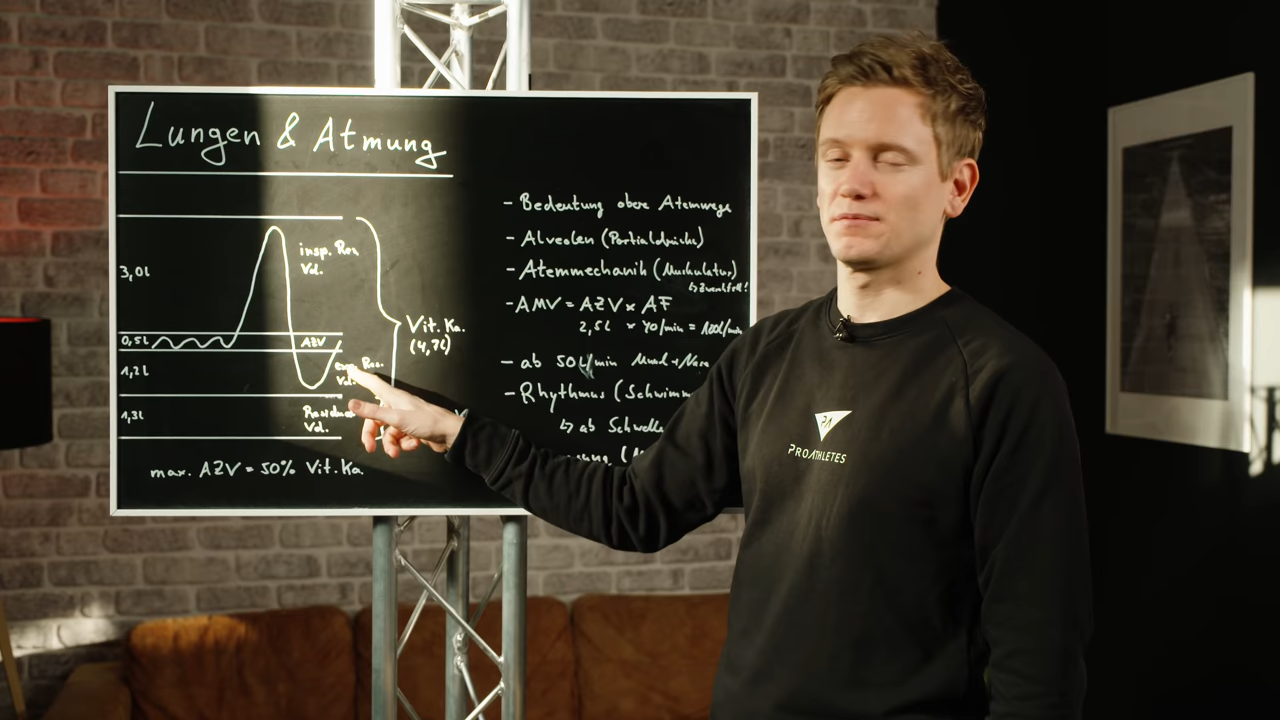 Lungen & Atmung
3,0l
insp. Res.
Vol.
0,5l
AZV
1,2l
Res.
Vol.
1,3l
Vol.
Vit. Ka.
(4,7l)
max. AZV = 50% Vit. Ka.
- Bedeutung obere Atemwege
- Alveolen (Partialdrücke)
- Atemmechanik (Muskulatur)
↳ Zwerchfell!
- AMV = AZV x AF
2,5l x 40/min = 100l/min
- ab 50l/min Mund + Nase
- Rhythmus (Schwimm
↳ ab Schwelle
PROATHLETES